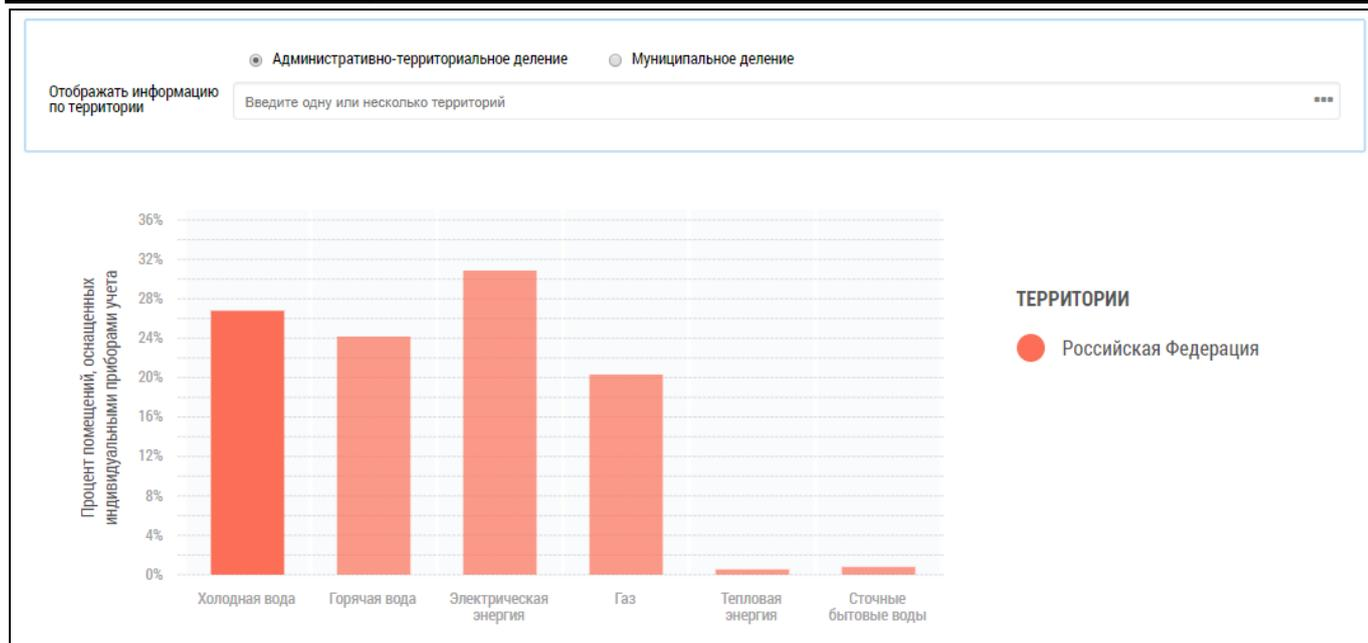 Административно-территориальное деление
Муниципальное деление
Отображать информацию
по территории
Введите одну или несколько территорий
Процент помещений, оснащенных
индивидуальными приборами учета
36%
32%
28%
24%
20%
16%
12%
8%
4%
0%
Холодная вода
Горячая вода
Электрическая
энергия
Газ
Тепловая
энергия
Сточные
бытовые воды
ТЕРРИТОРИИ
Российская Федерация